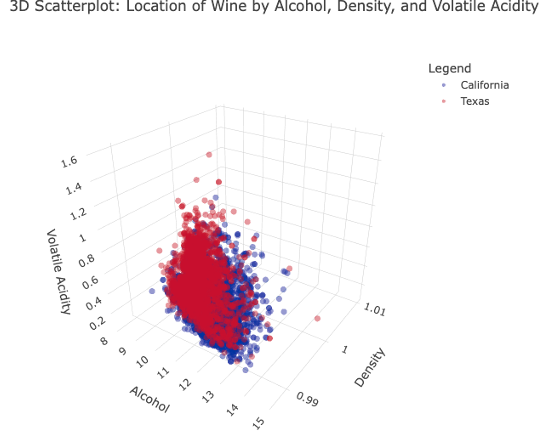 3D Scatterplot: Location of Wine by Alcohol, Density, and Volatile Acidity
Legend
California
Texas
1.6
1.4
1.2
1
0.8
0.6
0.4
0.2
Volatile Acidity
8
9
10
11
12
13
14
15
Alcohol
0.99
1
1.01
Density